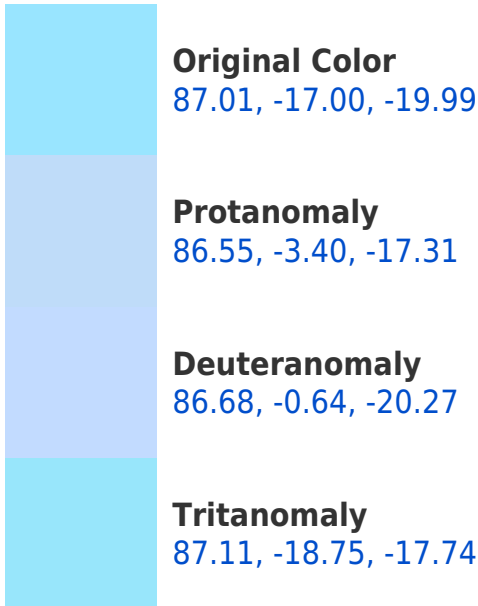 Original Color
87.01, -17.00, -19.99
Protanomaly
86.55, -3.40, -17.31
Deuteranomaly
86.68, -0.64, -20.27
Tritanomaly
87.11, -18.75, -17.74